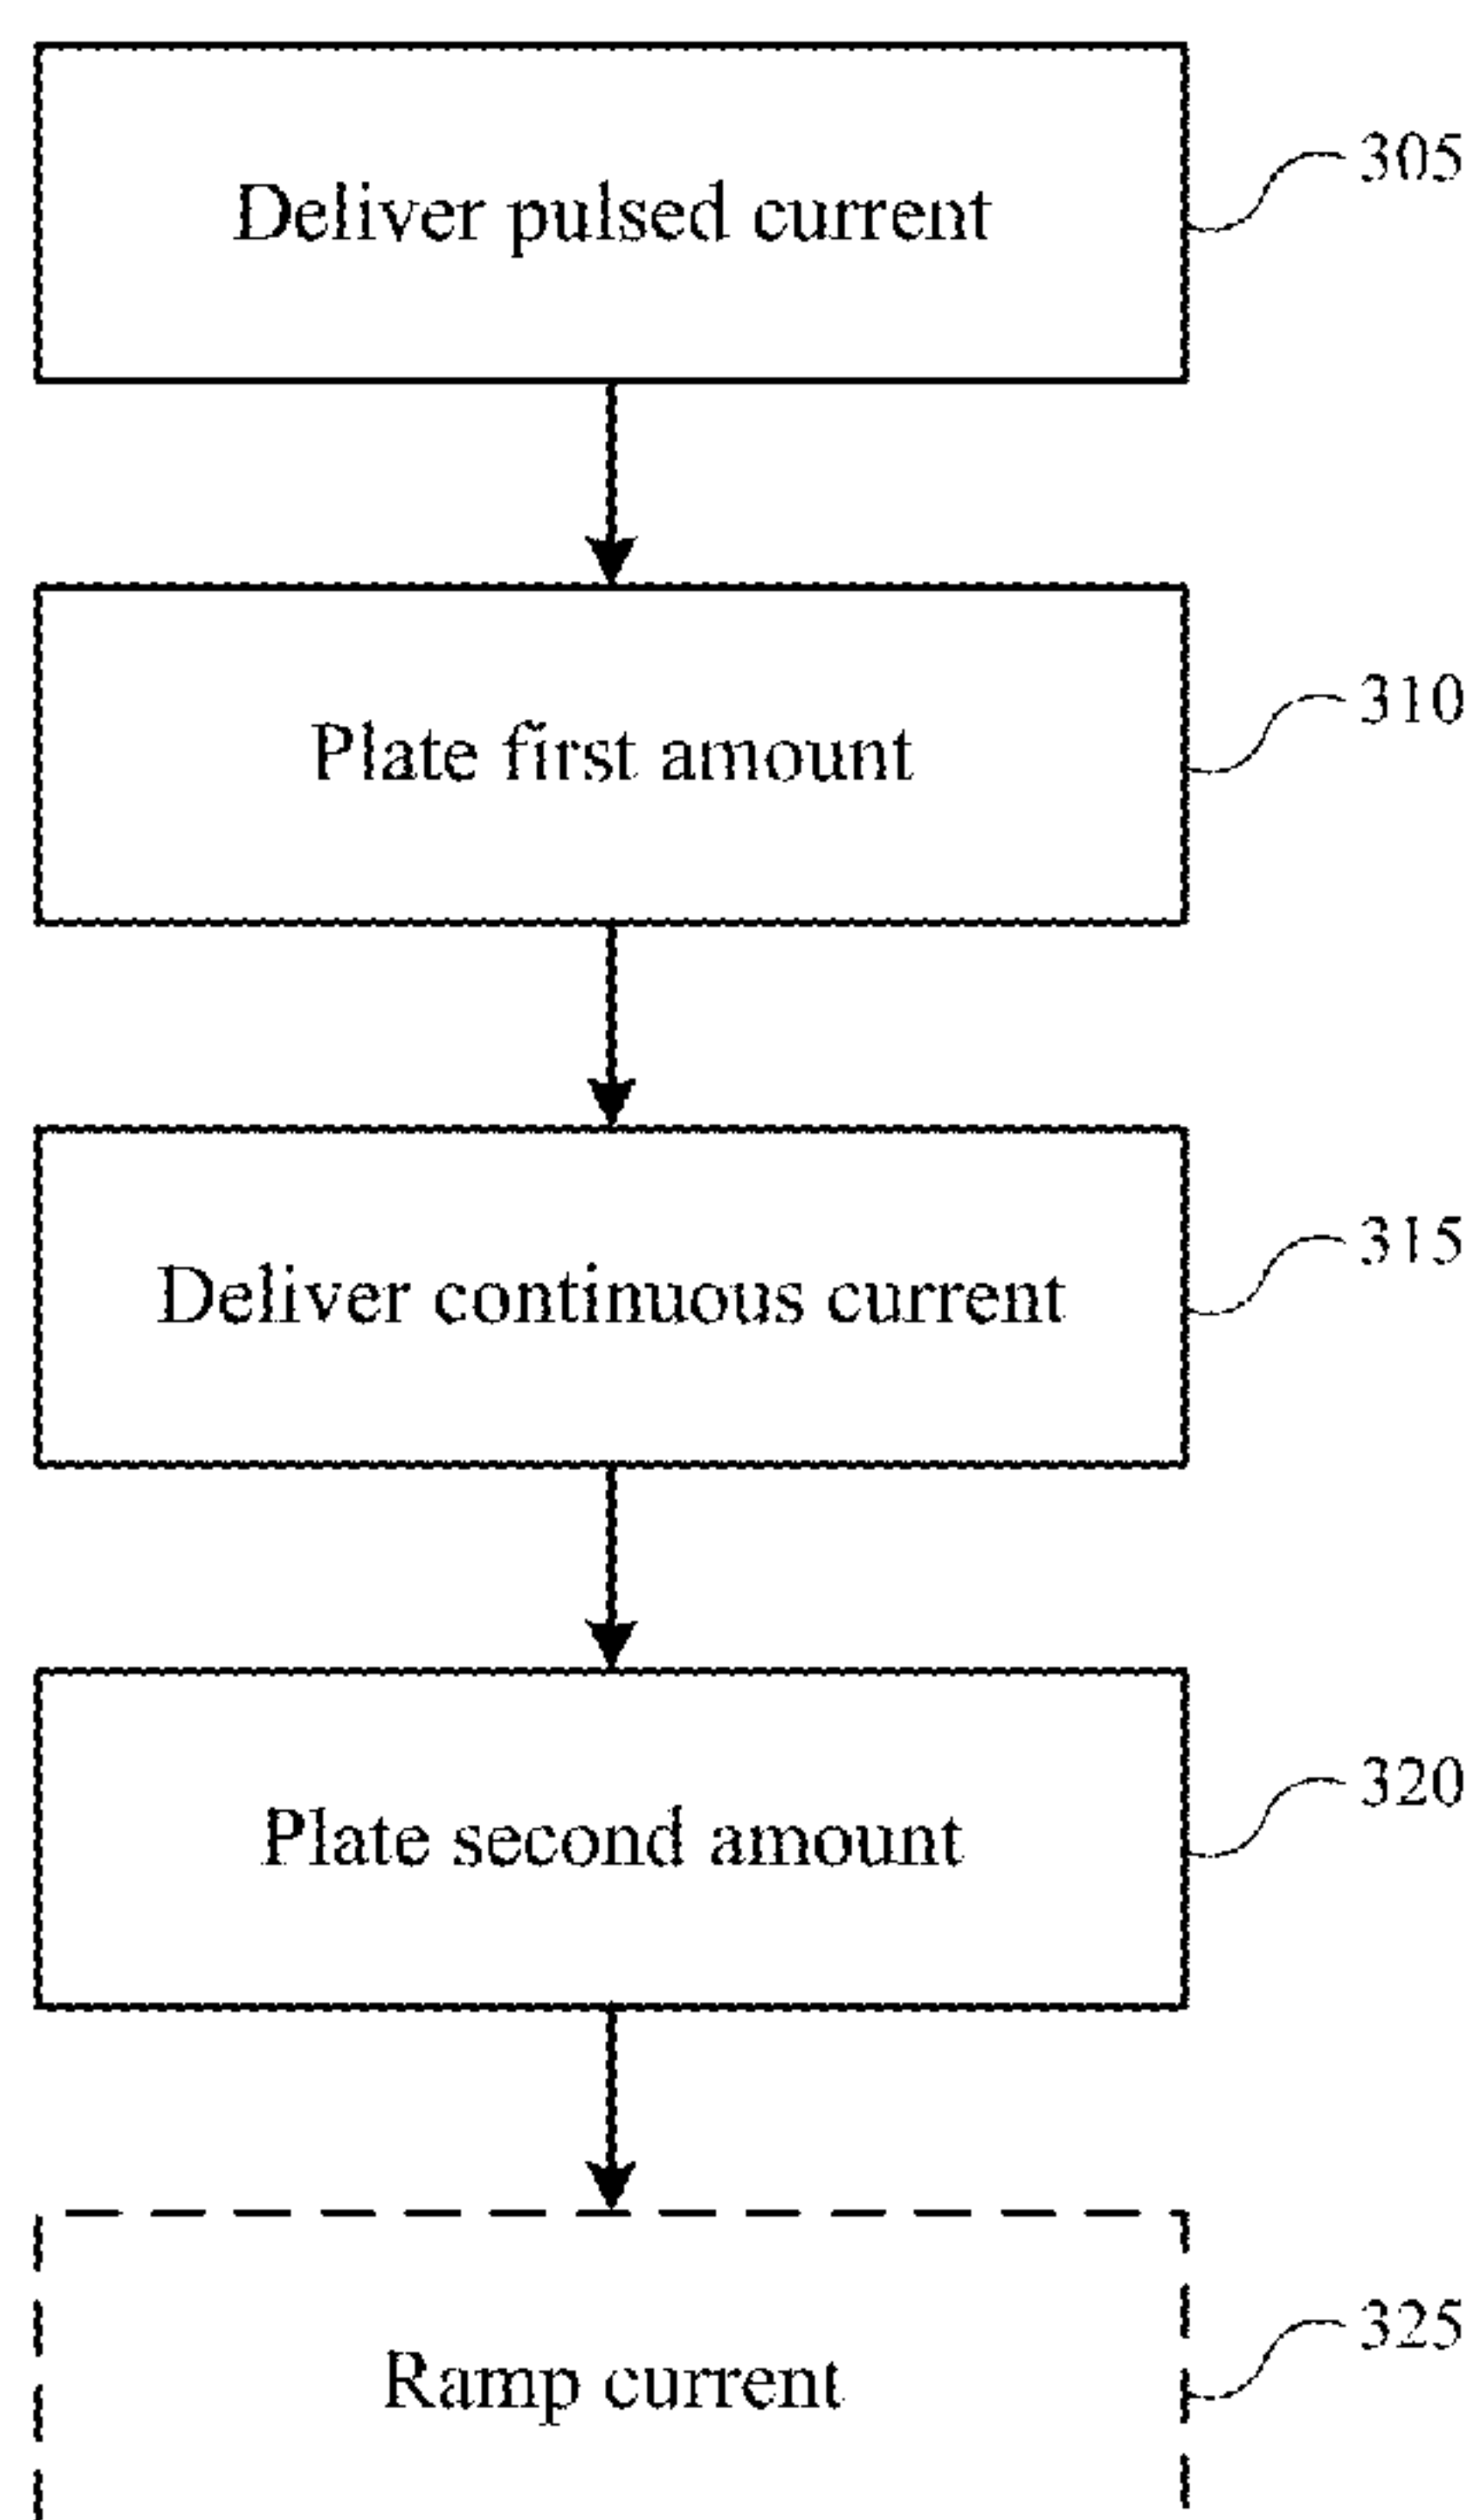 Deliver pulsed current
305
Plate first amount
310
Deliver continuous current
315
Plate second amount
320
Ramp current
325